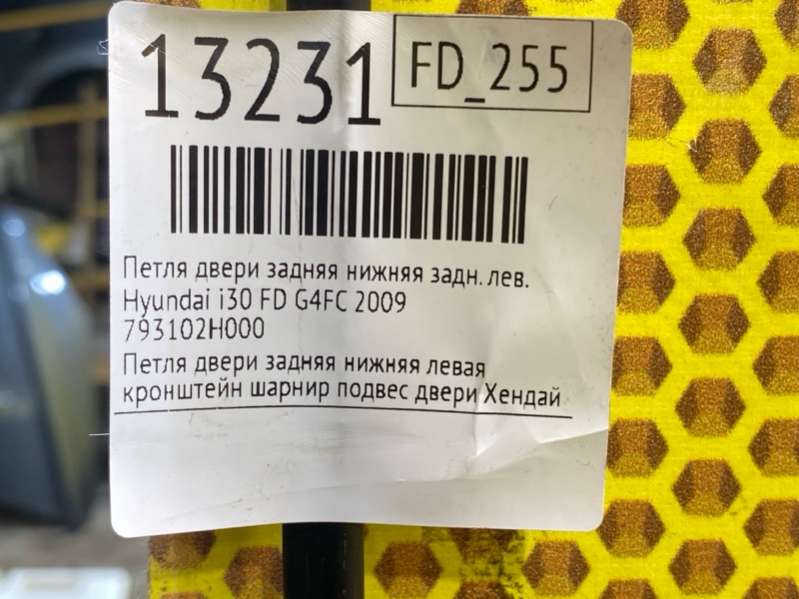 13231
FD_255
Петля двери задняя нижняя задн. лев.
Hyundai i30 FD G4FC 2009
793102H000
Петля двери задняя нижняя левая
кронштейн шарнир подвес двери Хендай